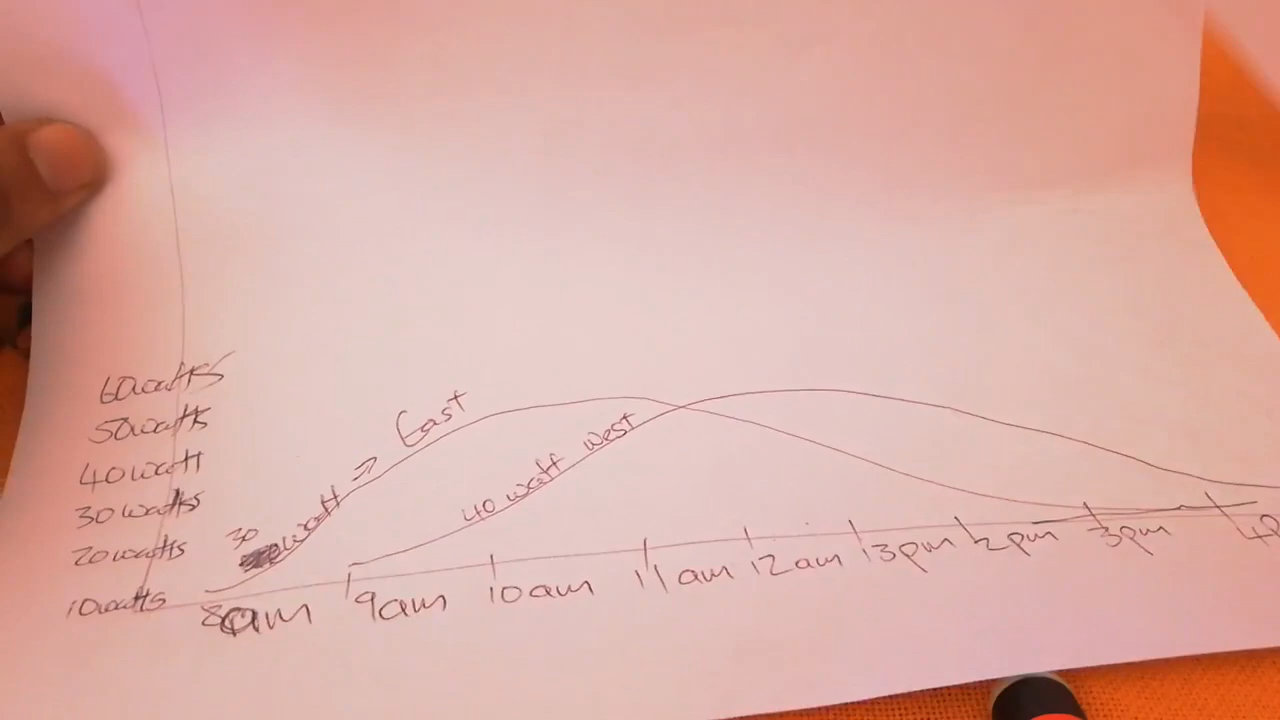 60watts
50watts
40watt
30watts
20watts
10watts
30 watt => East
40 watt west
8am 9am 10am 11am 12am 13pm 2pm 3pm